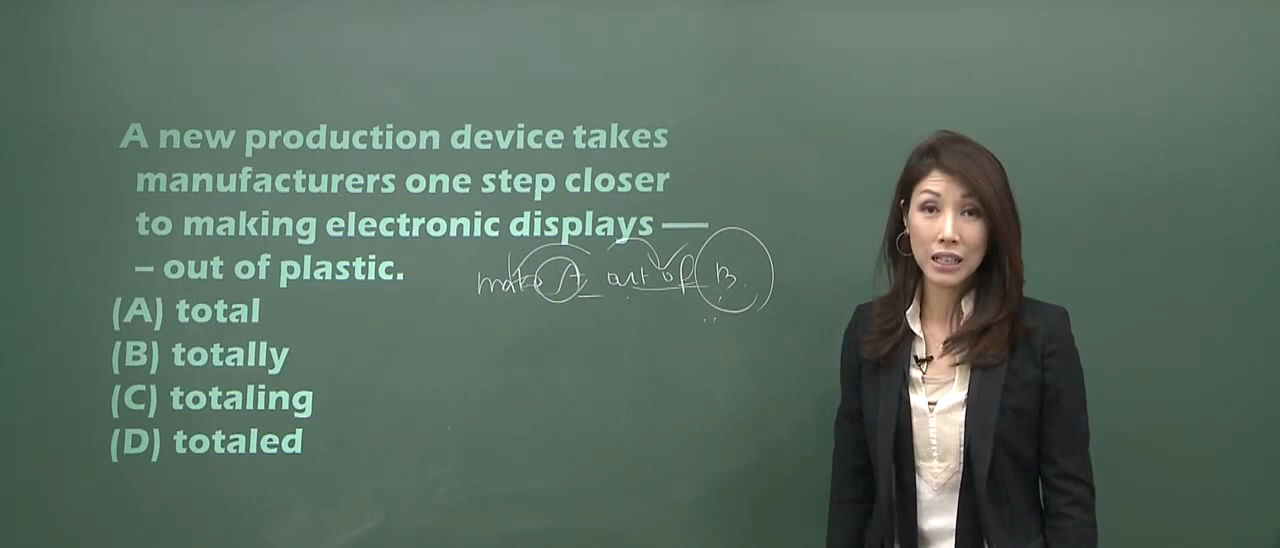 A new production device takes
manufacturers one step closer
to making electronic displays ——
– out of plastic.
make A out of B
(A) total
(B) totally
(C) totaling
(D) totaled